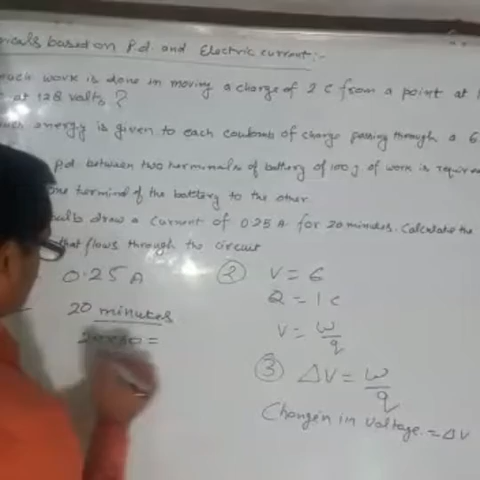 based on P.d. and Electric current :-
much work is done in moving a charge of 2 C from a point at
at 128 volts ?
energy is given to each coulomb of charge passing through a 6
pd between two terminals of battery of 100 J of work is required
one terminal of the battery to the other
bulb draw a current of 0.25 A for 20 minutes. Calculate the
that flows through the circuit
0.25 A
20 minutes
② V = 6
Q = 1 C
V = W/q
③ ΔV = W/q
Change in in voltage = ΔV